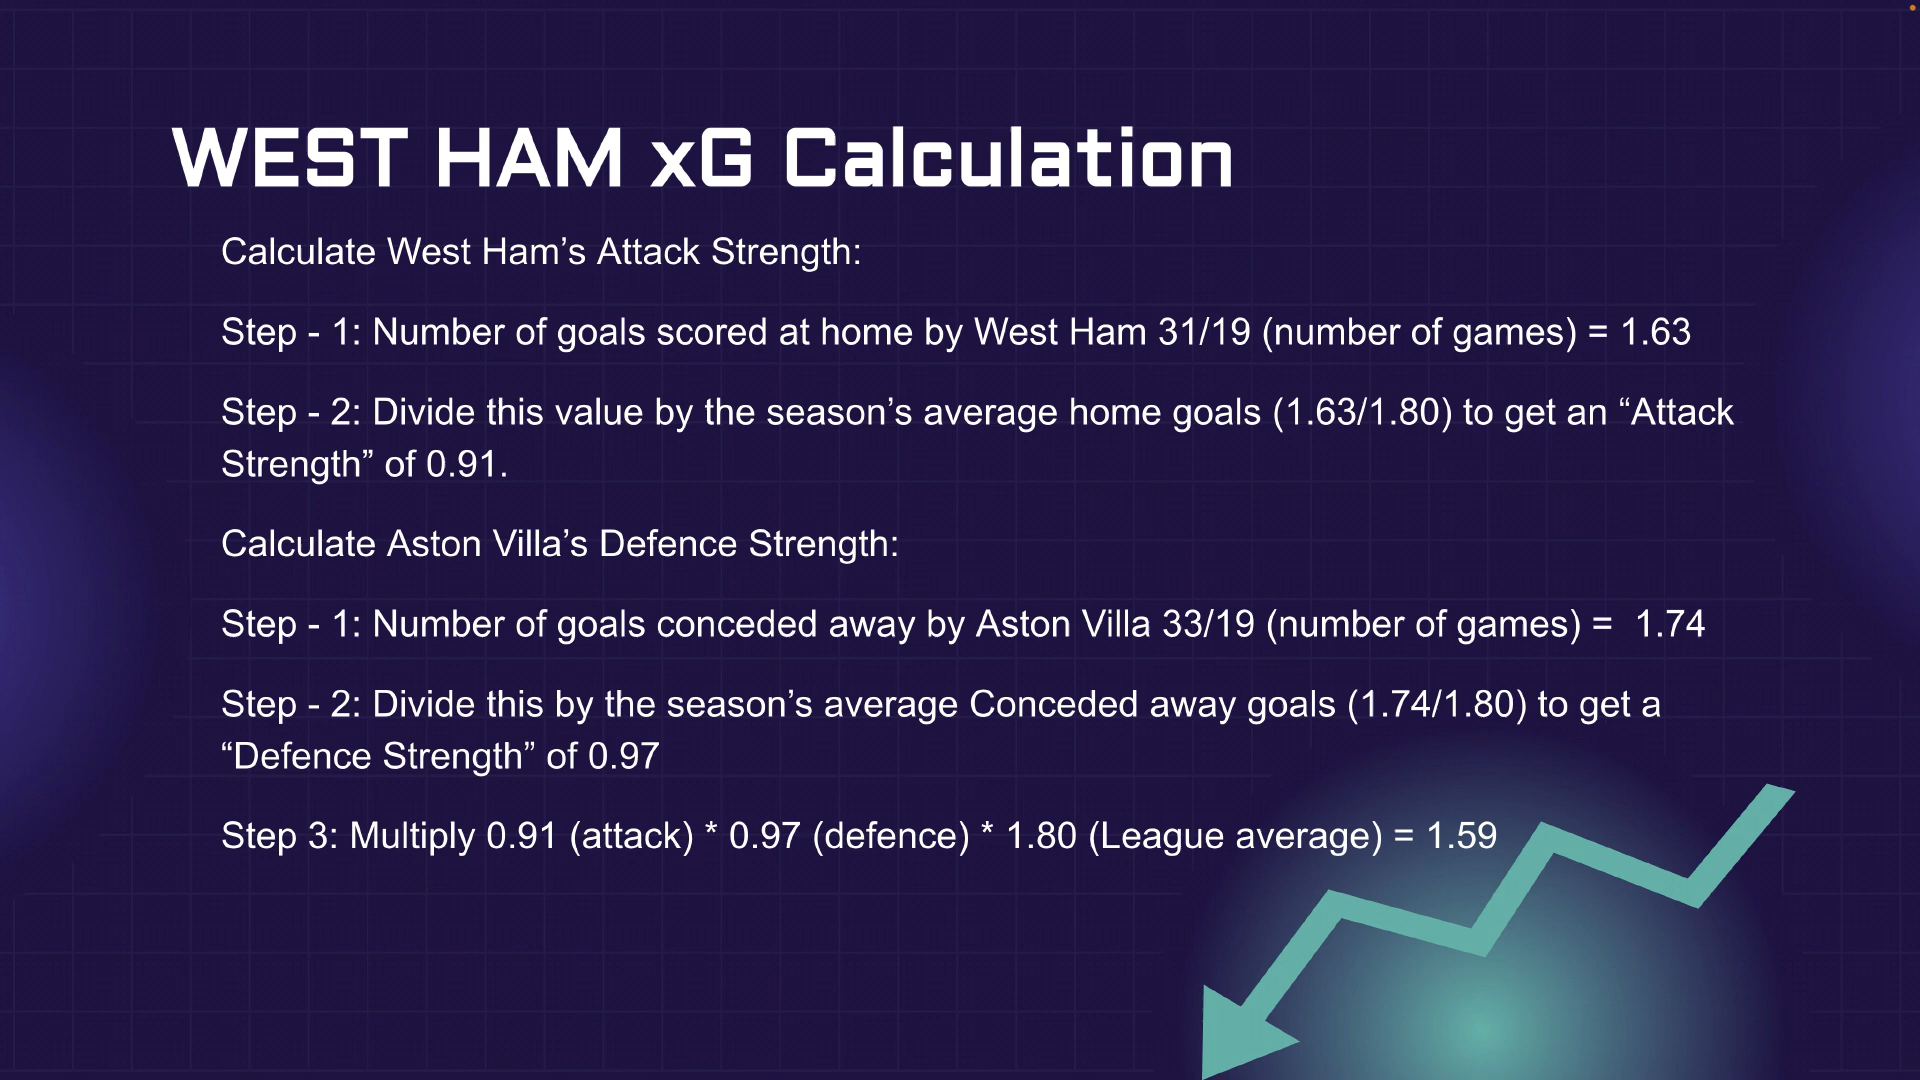 WEST HAM xG Calculation
Calculate West Ham’s Attack Strength:
Step - 1: Number of goals scored at home by West Ham 31/19 (number of games) = 1.63
Step - 2: Divide this value by the season’s average home goals (1.63/1.80) to get an “Attack
Strength” of 0.91.
Calculate Aston Villa’s Defence Strength:
Step - 1: Number of goals conceded away by Aston Villa 33/19 (number of games) =  1.74
Step - 2: Divide this by the season’s average Conceded away goals (1.74/1.80) to get a
“Defence Strength” of 0.97
Step 3: Multiply 0.91 (attack) * 0.97 (defence) * 1.80 (League average) = 1.59